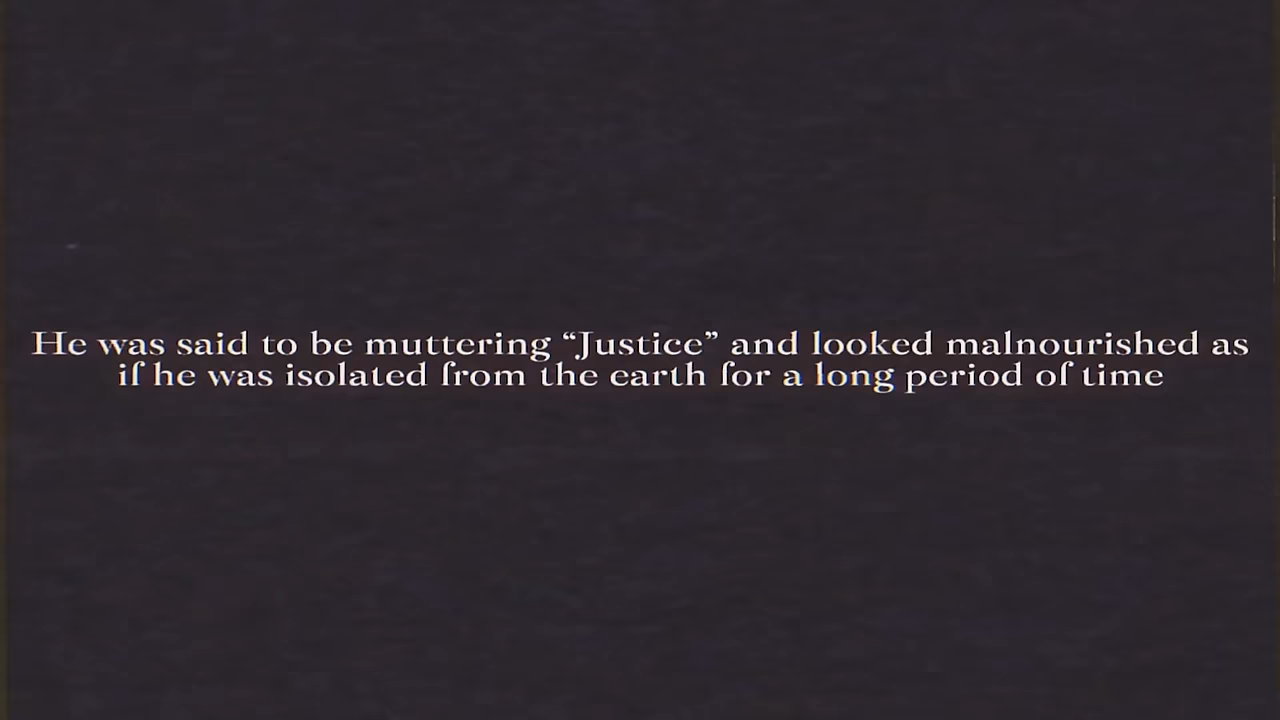 He was said to be muttering “Justice” and looked malnourished as
if he was isolated from the earth for a long period of time